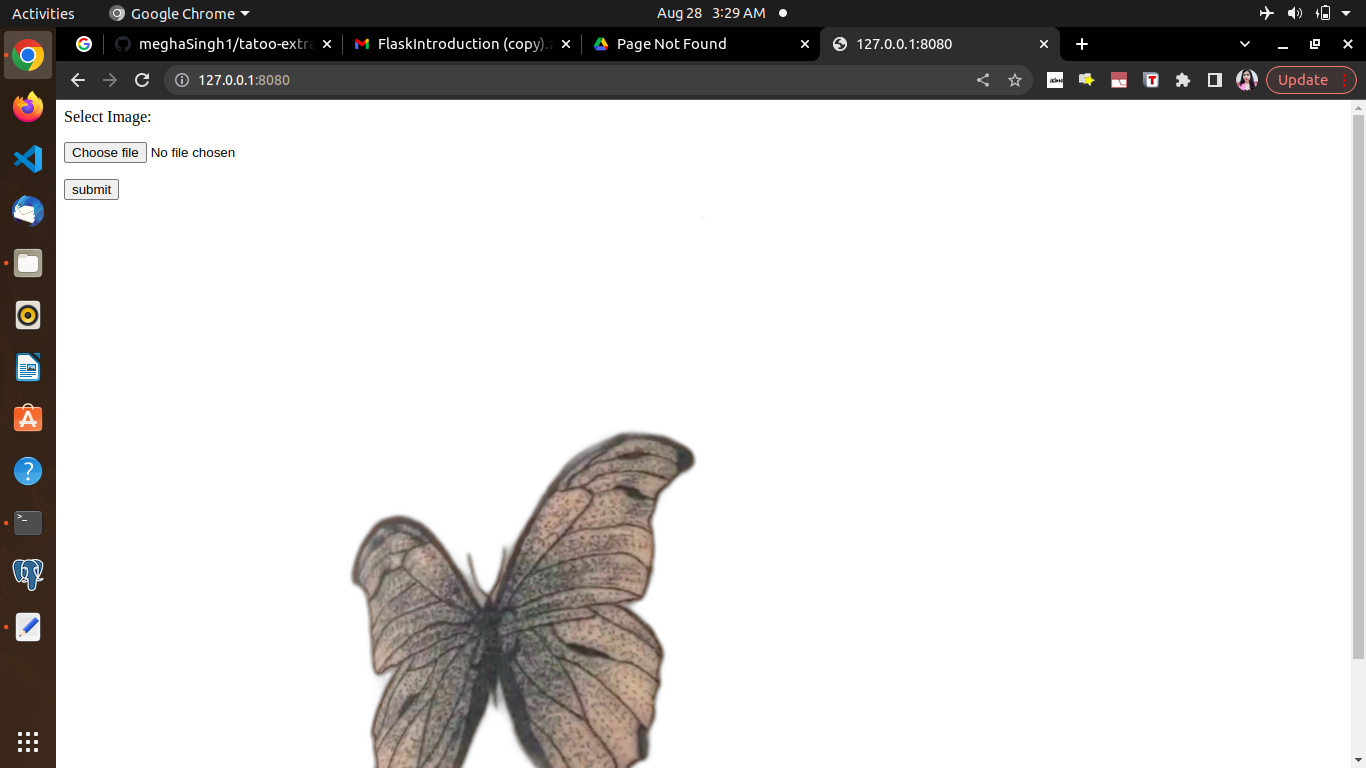 Activities Google Chrome Aug 28 3:29 AM
meghaSingh1/tatoo-extra FlaskIntroduction (copy).z Page Not Found 127.0.0.1:8080
127.0.0.1:8080 Update
Select Image:
Choose file No file chosen
submit